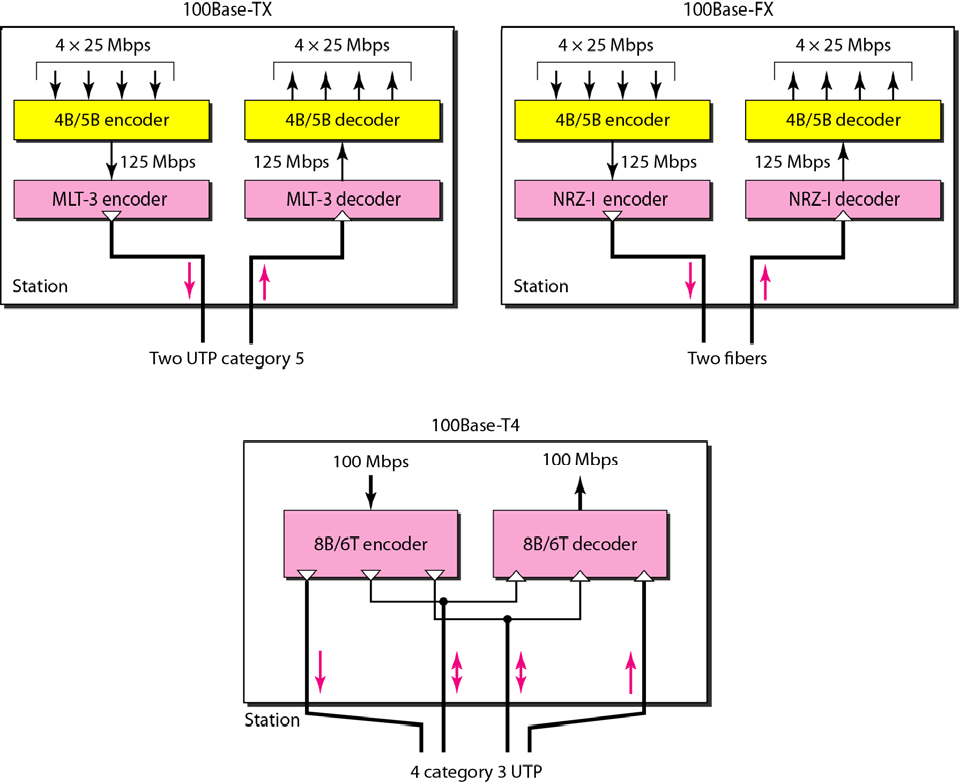 100Base-TX
4 × 25 Mbps
4 × 25 Mbps
4B/5B encoder
4B/5B decoder
125 Mbps
125 Mbps
MLT-3 encoder
MLT-3 decoder
Station
Two UTP category 5
100Base-FX
4 × 25 Mbps
4 × 25 Mbps
4B/5B encoder
4B/5B decoder
125 Mbps
125 Mbps
NRZ-I encoder
NRZ-I decoder
Station
Two fibers
100Base-T4
100 Mbps
100 Mbps
8B/6T encoder
8B/6T decoder
Station
4 category 3 UTP